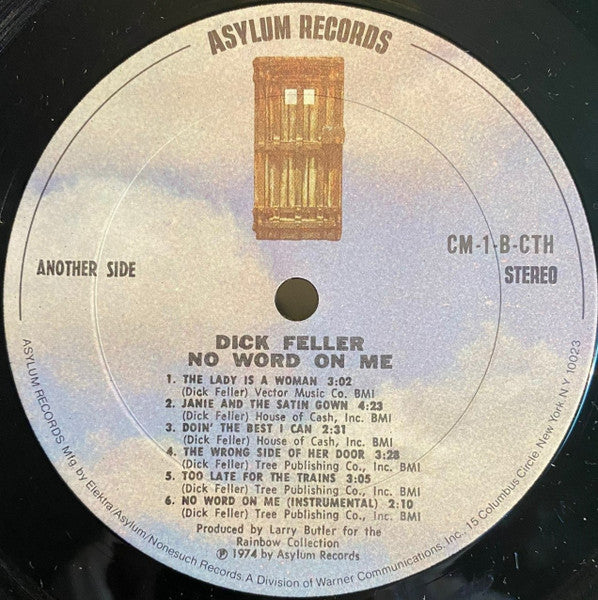 ASYLUM RECORDS
CM-1-B-CTH
ANOTHER SIDE
STEREO
DICK FELLER
NO WORD ON ME
1. THE LADY IS A WOMAN 3:02
(Dick Feller) Vector Music Co. BMI
2. JANIE AND THE SATIN GOWN 4:23
(Dick Feller) House of Cash, Inc. BMI
3. DOIN' THE BEST I CAN 2:31
(Dick Feller) House of Cash, Inc. BMI
4. THE WRONG SIDE OF HER DOOR 3:28
(Dick Feller) Tree Publishing Co., Inc. BMI
5. TOO LATE FOR THE TRAINS 3:05
(Dick Feller) Tree Publishing Co., Inc. BMI
6. NO WORD ON ME (INSTRUMENTAL) 2:10
(Dick Feller) Tree Publishing Co., Inc. BMI
Produced by Larry Butler for the
Rainbow Collection
℗ 1974 by Asylum Records
ASYLUM RECORDS Mfg by Elektra/Asylum/Nonesuch Records. A Division of Warner Communications, Inc., 15 Columbus Circle, New York, N.Y. 10023